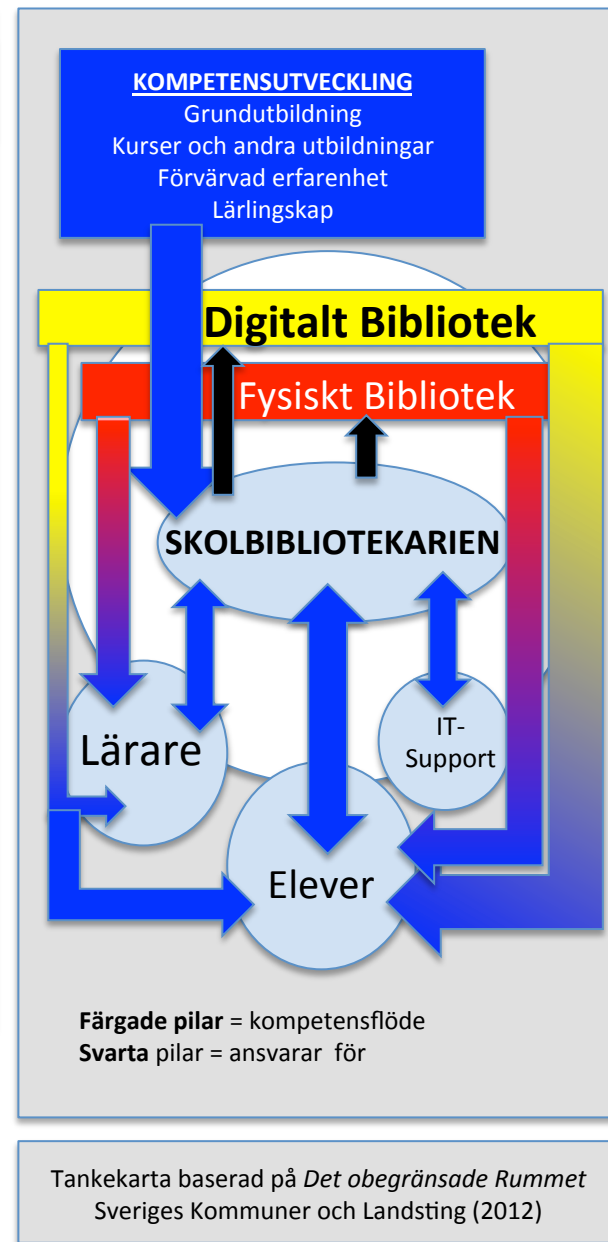 KOMPETENSUTVECKLING
Grundutbildning
Kurser och andra utbildningar
Förvärvad erfarenhet
Lärlingskap
Digitalt Bibliotek
Fysiskt Bibliotek
SKOLBIBLIOTEKARIEN
Lärare
IT-
Support
Elever
Färgade pilar = kompetensflöde
Svarta pilar = ansvarar för
Tankekarta baserad på Det obegränsade Rummet
Sveriges Kommuner och Landsting (2012)